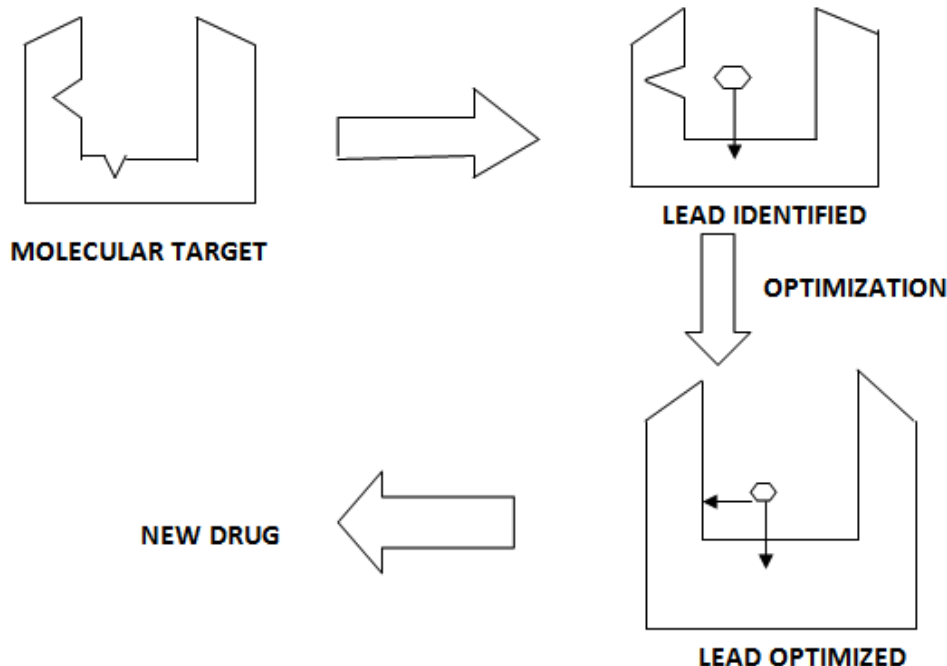 MOLECULAR TARGET
LEAD IDENTIFIED
OPTIMIZATION
LEAD OPTIMIZED
NEW DRUG